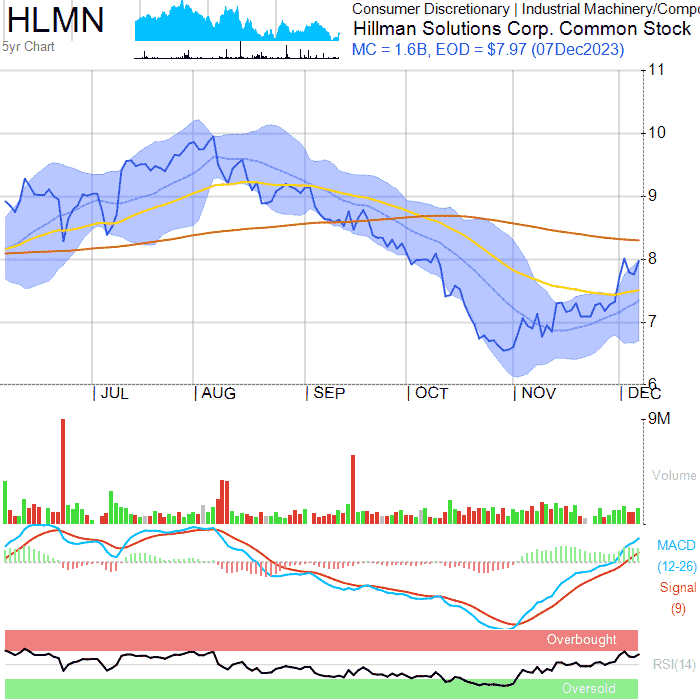 HLMN
5yr Chart
Consumer Discretionary | Industrial Machinery/Compo
Hillman Solutions Corp. Common Stock
MC = 1.6B, EOD = $7.97 (07Dec2023)
11
10
9
8
7
6
JUL AUG SEP OCT NOV DEC
9M
Volume
MACD
(12-26)
Signal
(9)
Overbought
RSI(14)
Oversold